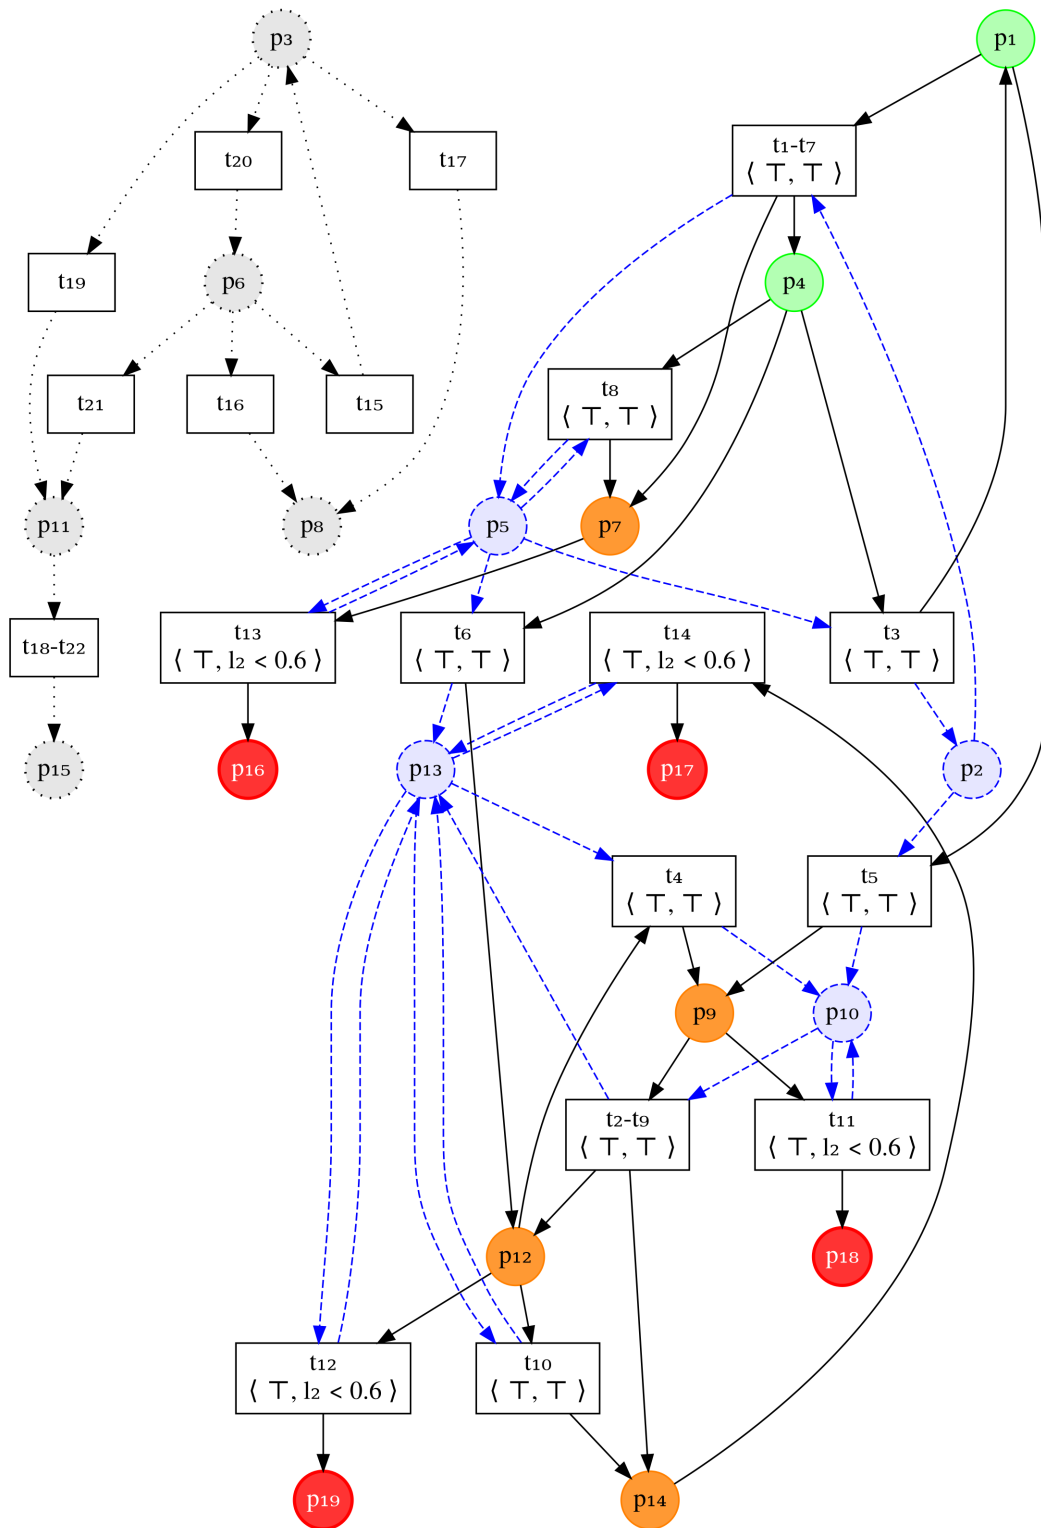 p₃
p₁
t₂₀
t₁₇
t₁-t₇
⟨ ⊤, ⊤ ⟩
t₁₉
p₆
p₄
t₂₁
t₁₆
t₁₅
t₈
⟨ ⊤, ⊤ ⟩
p₁₁
p₈
p₅
p₇
t₁₈-t₂₂
t₁₃
⟨ ⊤, l₂ < 0.6 ⟩
t₆
⟨ ⊤, ⊤ ⟩
t₁₄
⟨ ⊤, l₂ < 0.6 ⟩
t₃
⟨ ⊤, ⊤ ⟩
p₁₅
p₁₆
p₁₃
p₁₇
p₂
t₄
⟨ ⊤, ⊤ ⟩
t₅
⟨ ⊤, ⊤ ⟩
p₉
p₁₀
t₂-t₉
⟨ ⊤, ⊤ ⟩
t₁₁
⟨ ⊤, l₂ < 0.6 ⟩
p₁₂
p₁₈
t₁₂
⟨ ⊤, l₂ < 0.6 ⟩
t₁₀
⟨ ⊤, ⊤ ⟩
p₁₉
p₁₄